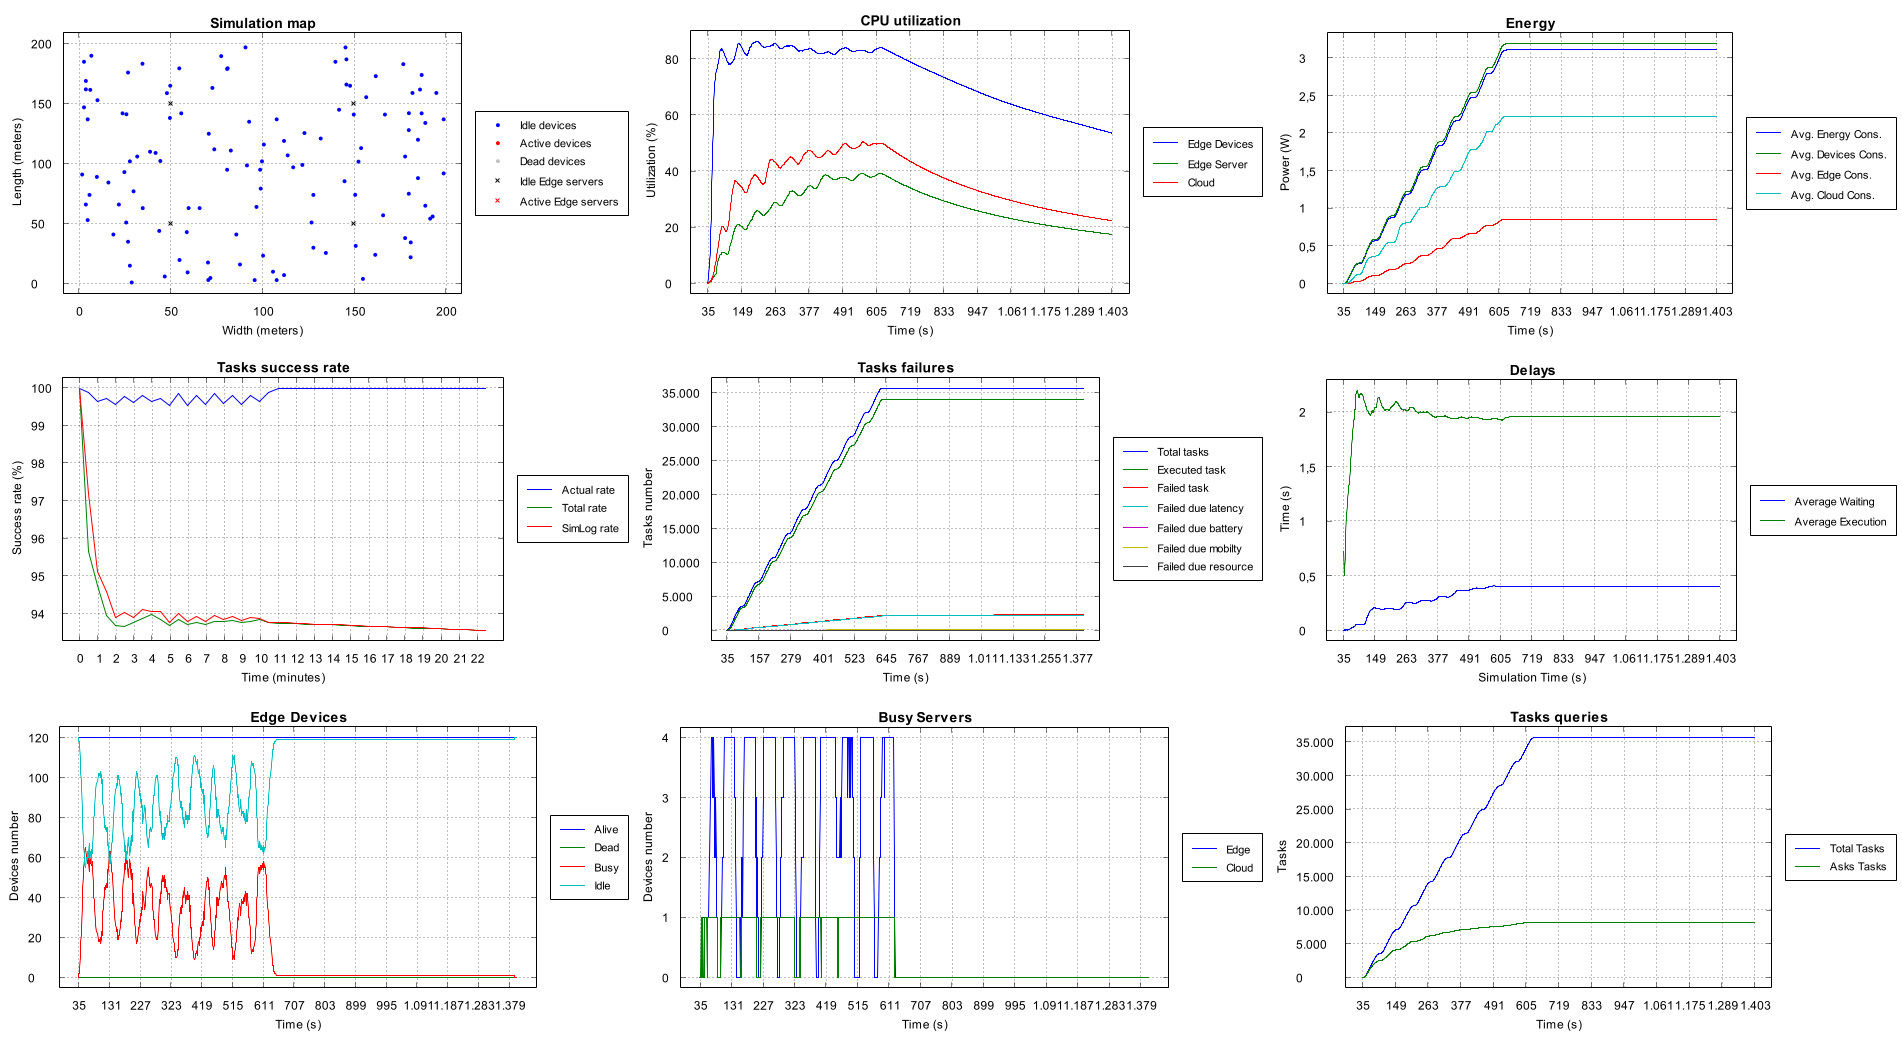 Simulation map
Length (meters)
200
150
100
50
0
0 50 100 150 200
Width (meters)
Idle devices
Active devices
Dead devices
Idle Edge servers
Active Edge servers
CPU utilization
Utilization (%)
80
60
40
20
0
35 149 263 377 491 605 719 833 947 1.061 1.175 1.289 1.403
Time (s)
Edge Devices
Edge Server
Cloud
Energy
Power (W)
3
2,5
2
1,5
1
0,5
0
35 149 263 377 491 605 719 833 947 1.061 1.175 1.289 1.403
Time (s)
Avg. Energy Cons.
Avg. Devices Cons.
Avg. Edge Cons.
Avg. Cloud Cons.
Tasks success rate
Success rate (%)
100
99
98
97
96
95
94
0 1 2 3 4 5 6 7 8 9 10 11 12 13 14 15 16 17 18 19 20 21 22
Time (minutes)
Actual rate
Total rate
SimLog rate
Tasks failures
Tasks number
35.000
30.000
25.000
20.000
15.000
10.000
5.000
0
35 157 279 401 523 645 767 889 1.011 1.133 1.255 1.377
Time (s)
Total tasks
Executed task
Failed task
Failed due latency
Failed due battery
Failed due mobilty
Failed due resource
Delays
Time (s)
2
1,5
1
0,5
0
35 149 263 377 491 605 719 833 947 1.061 1.175 1.289 1.403
Simulation Time (s)
Average Waiting
Average Execution
Edge Devices
Devices number
120
100
80
60
40
20
0
35 131 227 323 419 515 611 707 803 899 995 1.091 1.187 1.283 1.379
Time (s)
Alive
Dead
Busy
Idle
Busy Servers
Devices number
4
3
2
1
0
35 131 227 323 419 515 611 707 803 899 995 1.091 1.187 1.283 1.379
Time (s)
Edge
Cloud
Tasks queries
Tasks
35.000
30.000
25.000
20.000
15.000
10.000
5.000
0
35 149 263 377 491 605 719 833 947 1.061 1.175 1.289 1.403
Time (s)
Total Tasks
Asks Tasks